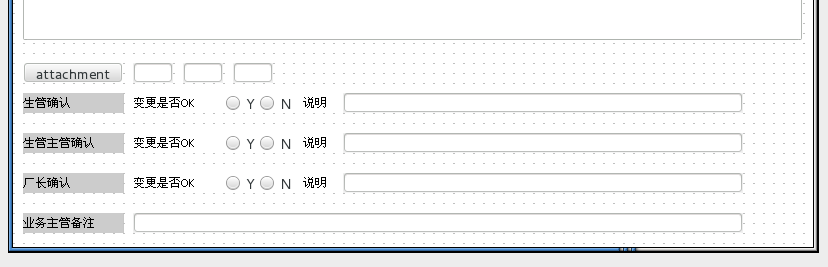 attachment
生管确认 变更是否OK Y N 说明
生管主管确认 变更是否OK Y N 说明
厂长确认 变更是否OK Y N 说明
业务主管备注